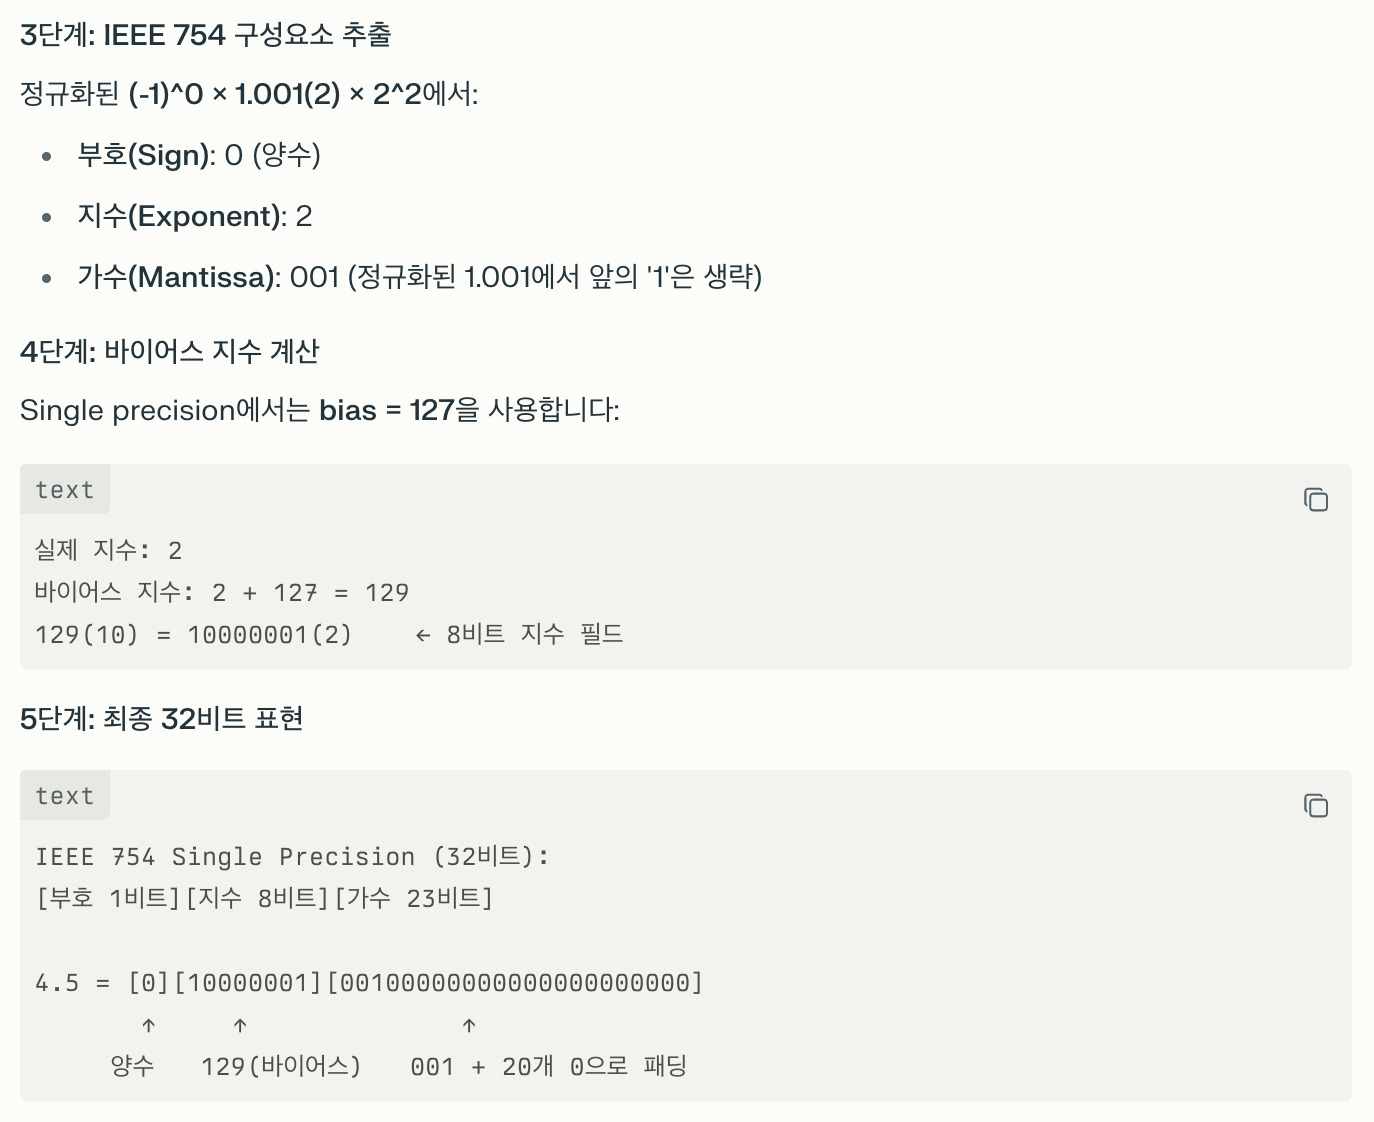 3단계: IEEE 754 구성요소 추출
정규화된 (-1)^0 × 1.001(2) × 2^2에서:
• 부호(Sign): 0 (양수)
• 지수(Exponent): 2
• 가수(Mantissa): 001 (정규화된 1.001에서 앞의 '1'은 생략)
4단계: 바이어스 지수 계산
Single precision에서는 bias = 127을 사용합니다:
text
실제 지수: 2
바이어스 지수: 2 + 127 = 129
129(10) = 10000001(2)    ← 8비트 지수 필드
5단계: 최종 32비트 표현
text
IEEE 754 Single Precision (32비트):
[부호 1비트][지수 8비트][가수 23비트]
4.5 = [0][10000001][00100000000000000000000]
↑     ↑               ↑
양수   129(바이어스)   001 + 20개 0으로 패딩